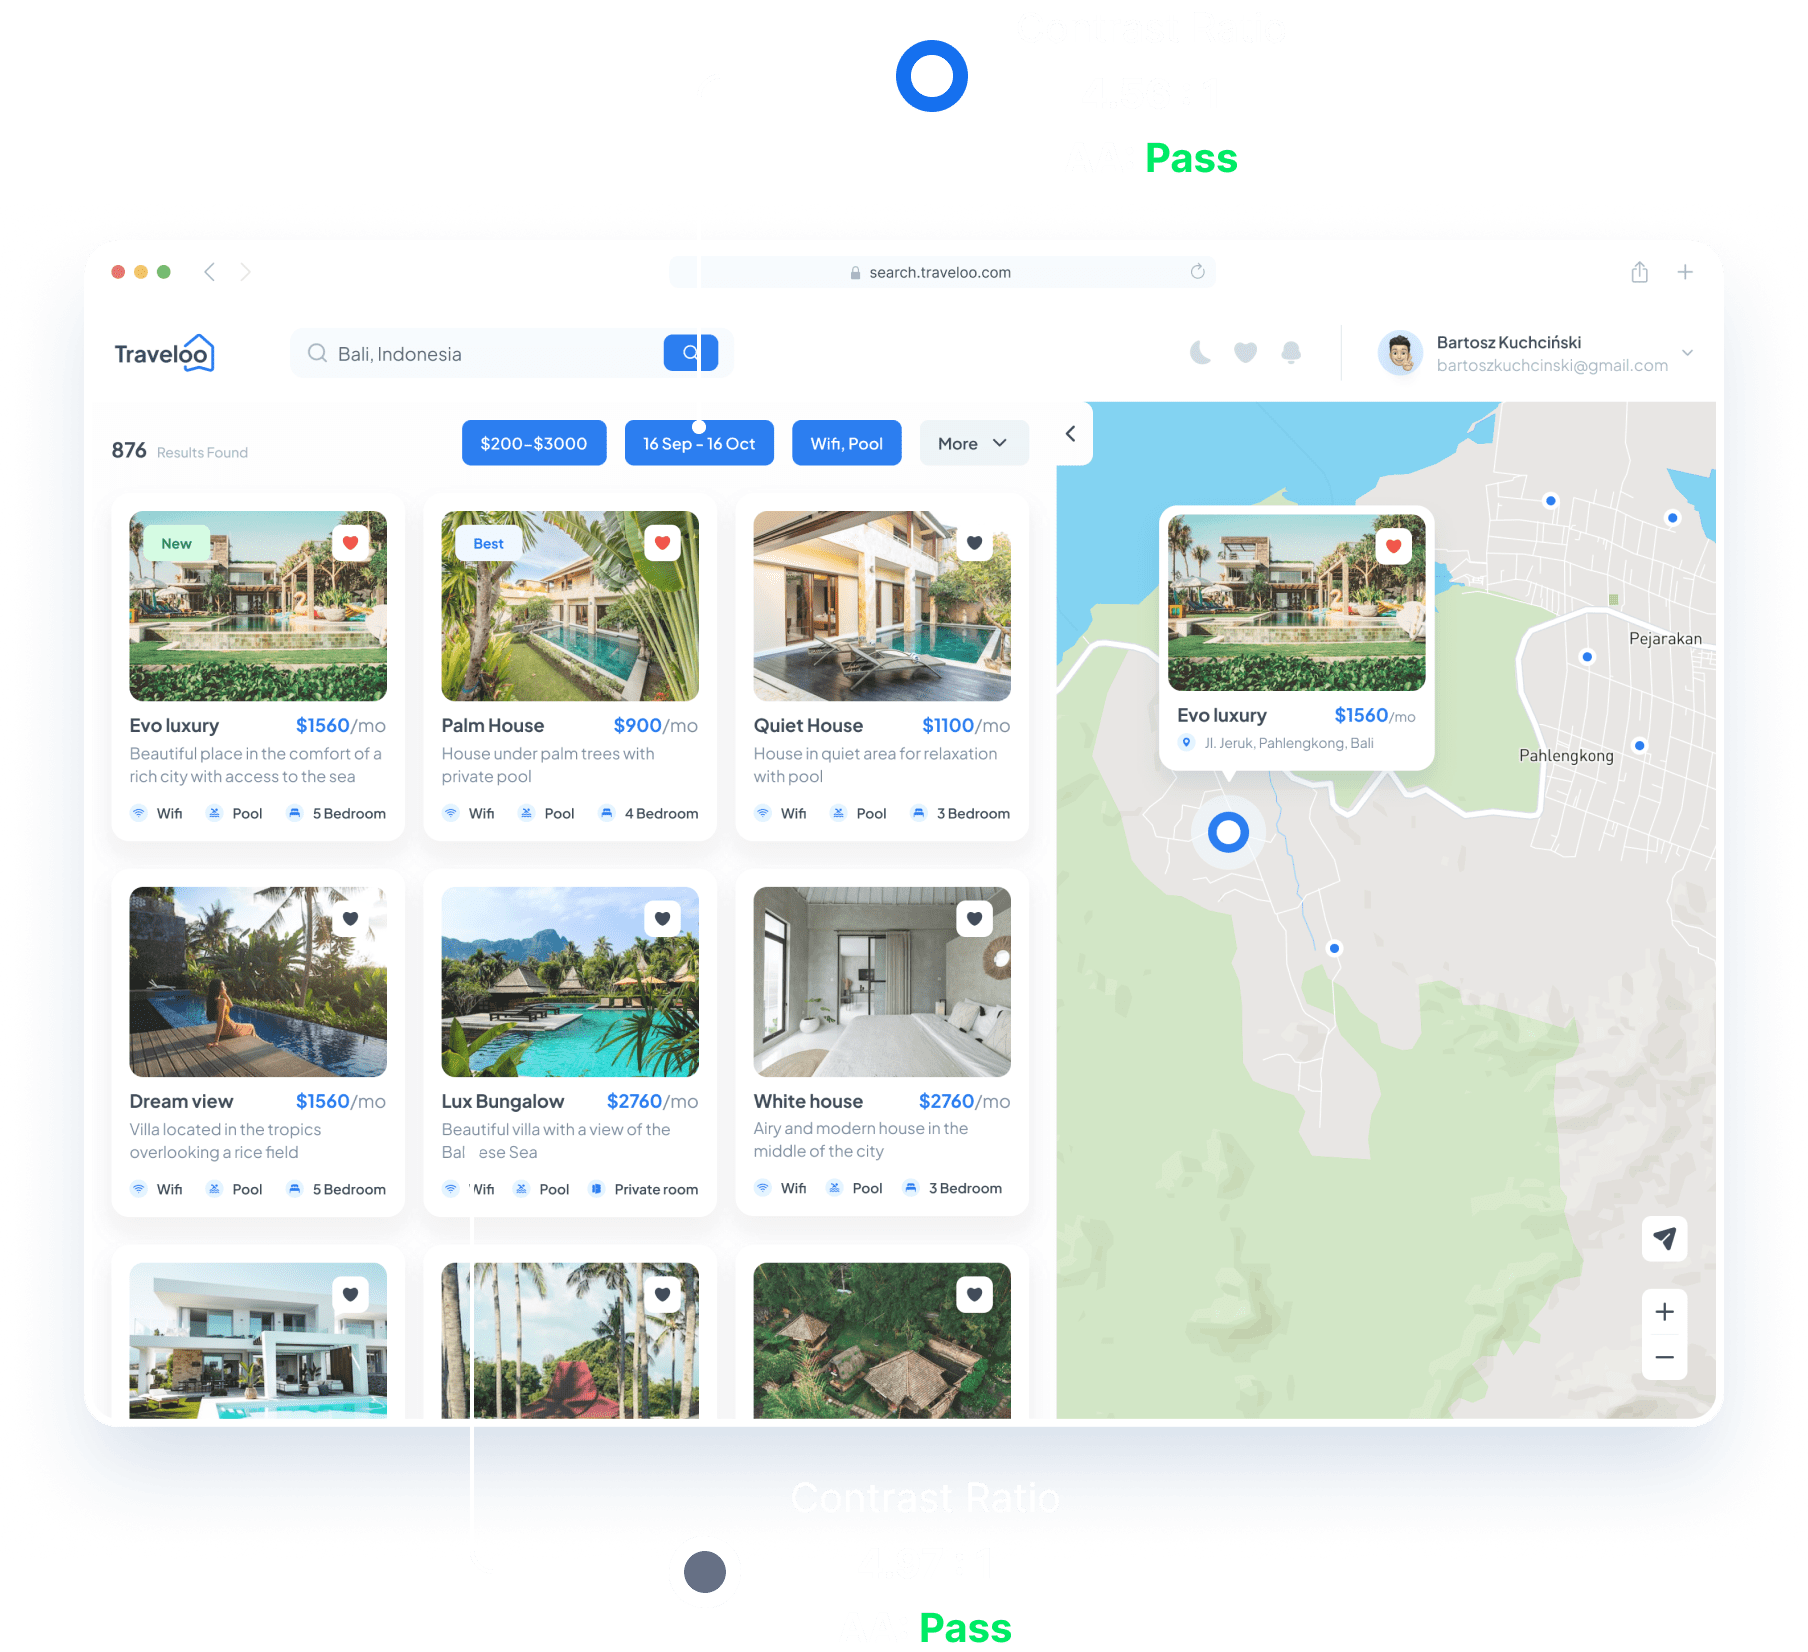 Pass
search.traveloo.com
Traveloo
Bali, Indonesia
Bartosz Kuchciński
bartoszkuchcinski@gmail.com
876 Results Found
$200–$3000
16 Sep - 16 Oct
Wifi, Pool
More
New
Evo luxury $1560/mo
Beautiful place in the comfort of a
rich city with access to the sea
Wifi Pool 5 Bedroom
Best
Palm House $900/mo
House under palm trees with
private pool
Wifi Pool 4 Bedroom
Quiet House $1100/mo
House in quiet area for relaxation
with pool
Wifi Pool 3 Bedroom
Dream view $1560/mo
Villa located in the tropics
overlooking a rice field
Wifi Pool 5 Bedroom
Lux Bungalow $2760/mo
Beautiful villa with a view of the
Bal ese Sea
Wifi Pool Private room
White house $2760/mo
Airy and modern house in the
middle of the city
Wifi Pool 3 Bedroom
Evo luxury $1560/mo
Jl. Jeruk, Pahlengkong, Bali
Pejarakan
Pahlengkong
Contrast Ratio
Pass